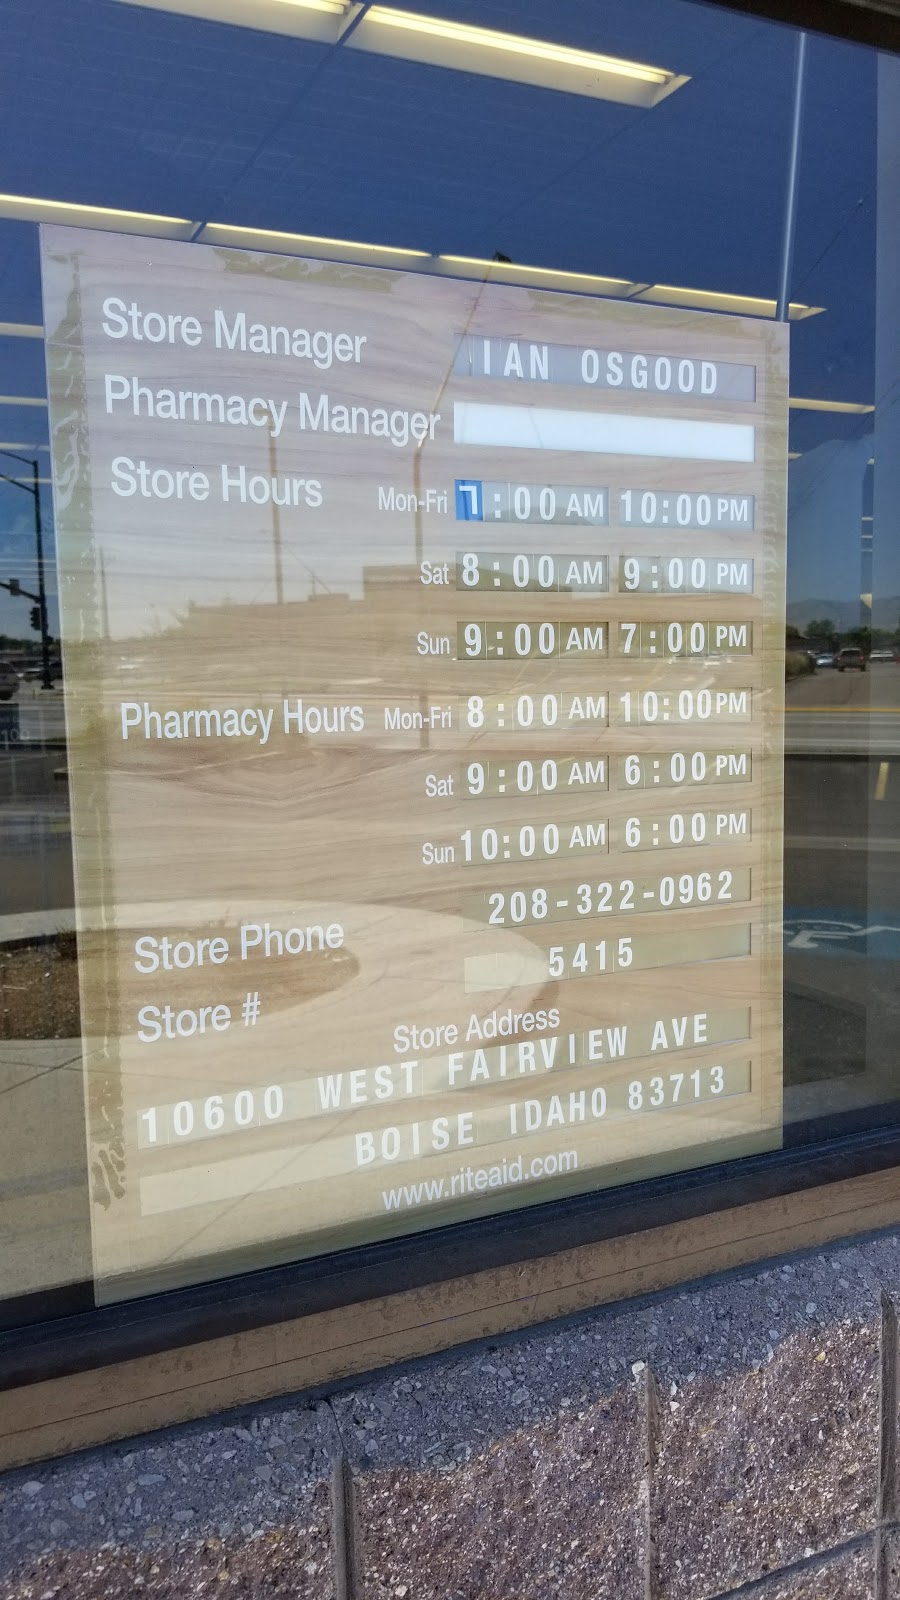 Store Manager IAN OSGOOD
Pharmacy Manager
Store Hours Mon-Fri 7:00 AM 10:00 PM
Sat 8:00 AM 9:00 PM
Sun 9:00 AM 7:00 PM
Pharmacy Hours Mon-Fri 8:00 AM 10:00 PM
Sat 9:00 AM 6:00 PM
Sun 10:00 AM 6:00 PM
Store Phone 208-322-0962
Store # 5415
Store Address
10600 WEST FAIRVIEW AVE
BOISE IDAHO 83713
www.riteaid.com